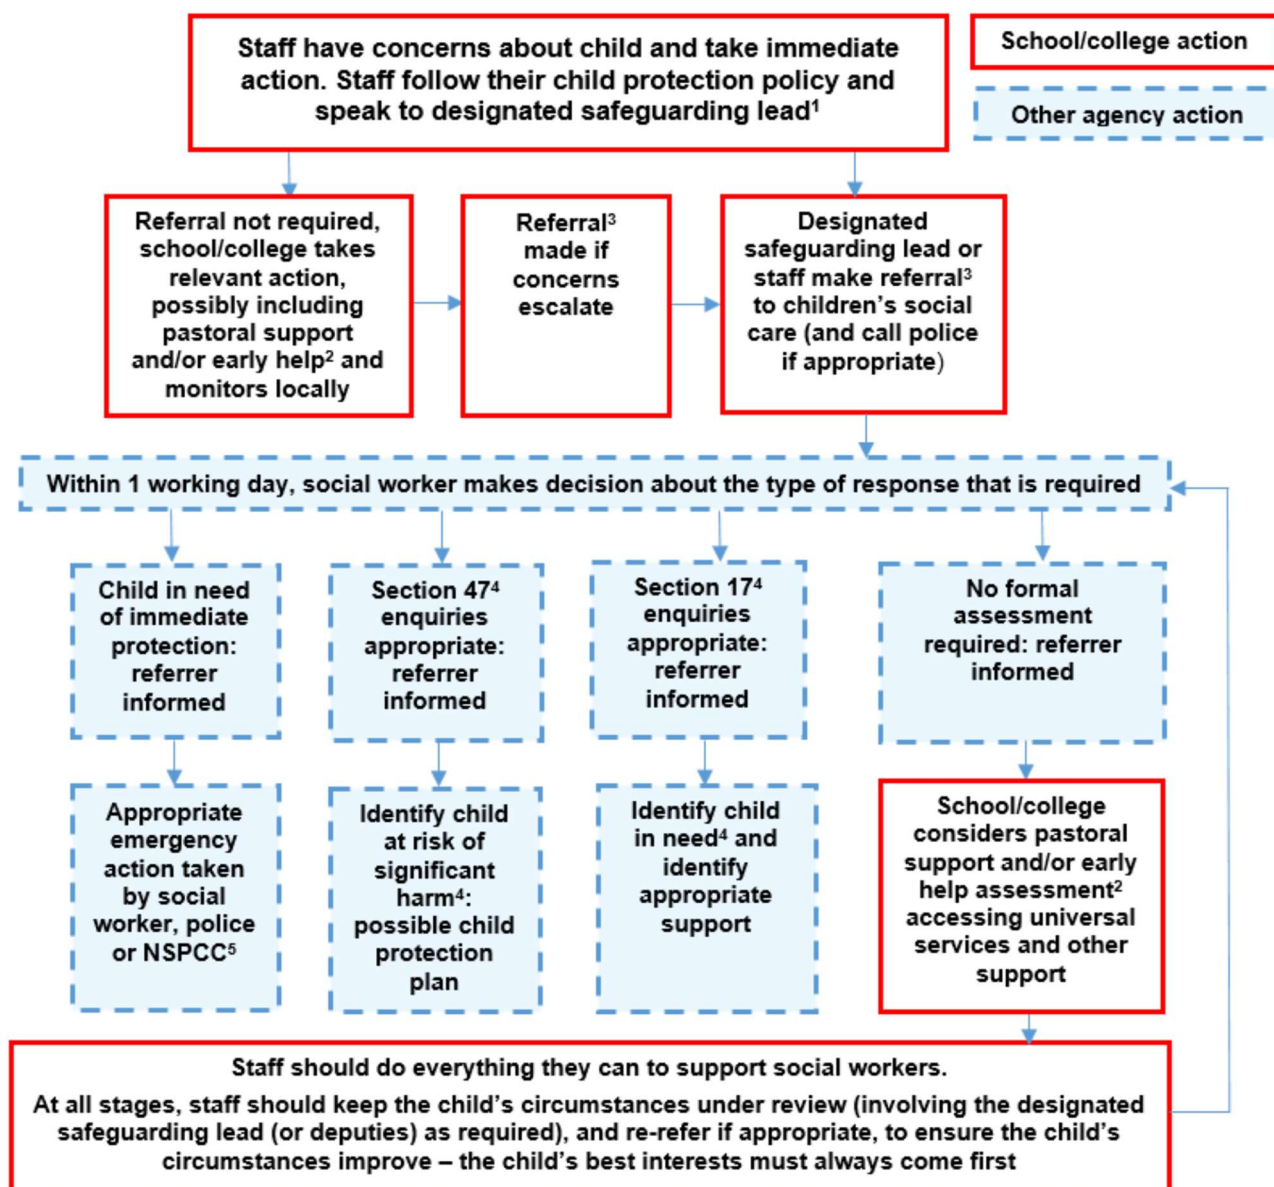 Staff have concerns about child and take immediate
action. Staff follow their child protection policy and
speak to designated safeguarding lead¹
School/college action
Other agency action
Referral not required,
school/college takes
relevant action,
possibly including
pastoral support
and/or early help² and
monitors locally
Referral³
made if
concerns
escalate
Designated
safeguarding lead or
staff make referral³
to children's social
care (and call police
if appropriate)
Within 1 working day, social worker makes decision about the type of response that is required
Child in need
of immediate
protection:
referrer
informed
Section 47⁴
enquiries
appropriate:
referrer
informed
Section 17⁴
enquiries
appropriate:
referrer
informed
No formal
assessment
required: referrer
informed
Appropriate
emergency
action taken
by social
worker, police
or NSPCC⁵
Identify child
at risk of
significant
harm⁴:
possible child
protection
plan
Identify child
in need⁴ and
identify
appropriate
support
School/college
considers pastoral
support and/or early
help assessment²
accessing universal
services and other
support
Staff should do everything they can to support social workers.
At all stages, staff should keep the child's circumstances under review (involving the designated
safeguarding lead (or deputies) as required), and re-refer if appropriate, to ensure the child's
circumstances improve – the child's best interests must always come first